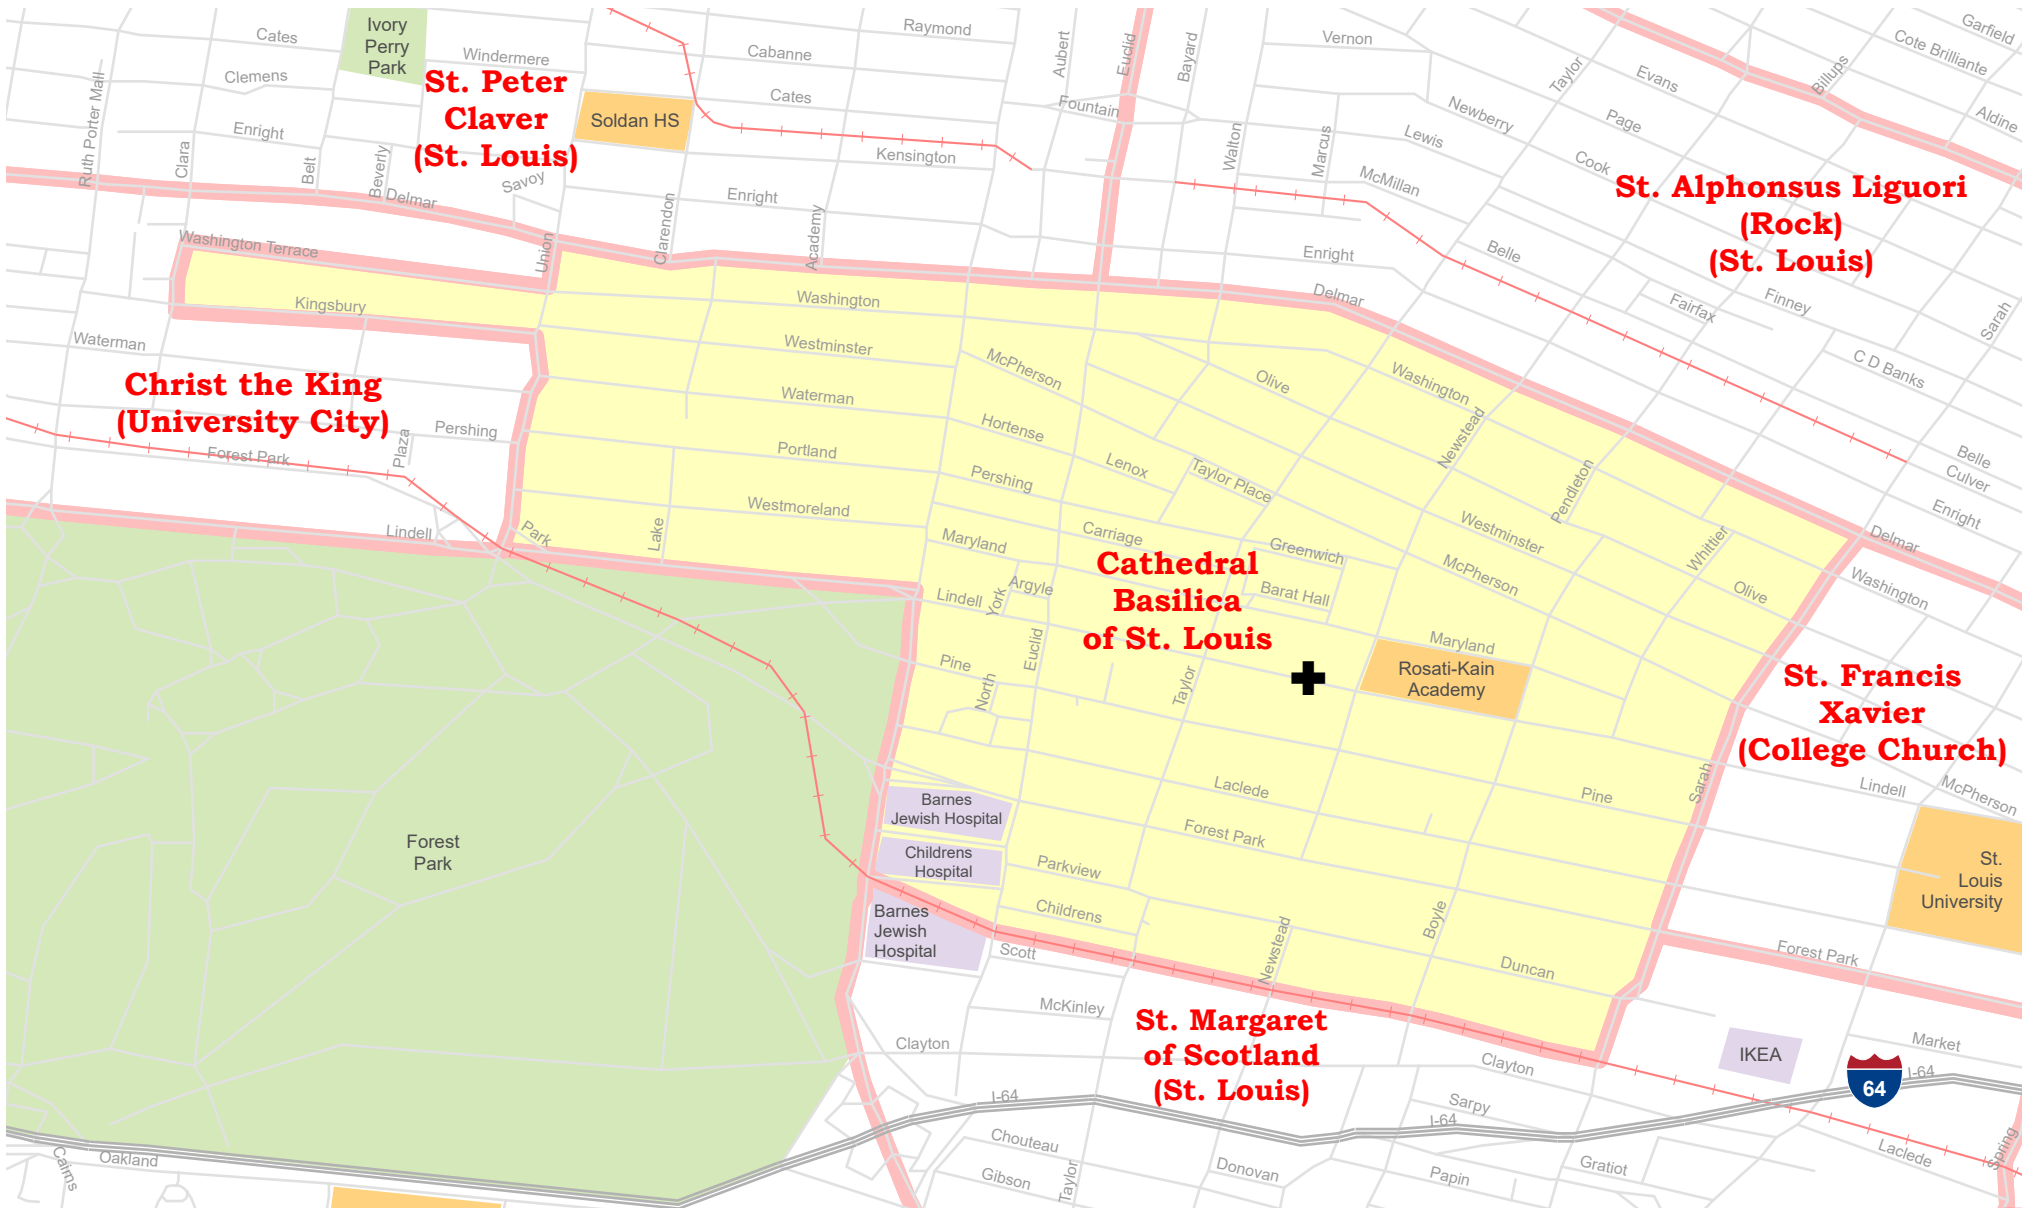 Ivory
Perry
Park
Cates
Windermere
Cabanne
Raymond
Aubert
Euclid
Bayard
Vernon
Taylor
Evans
Billups
Garfield
Cote Brilliante
Aldine
Clemens
Ruth Porter Mall
St. Peter
Claver
(St. Louis)
Soldan HS
Cates
Fountain
Newberry
Page
Lewis
Cook
Enright
Clara
Belt
Beverly
Savoy
Delmar
Kensington
Walton
Marcus
McMillan
Enright
Clarendon
Academy
St. Alphonsus Liguori
(Rock)
(St. Louis)
Washington Terrace
Union
Enright
Belle
Delmar
Fairfax
Finney
Sarah
Kingsbury
Washington
Waterman
Westminster
McPherson
Olive
Washington
C D Banks
Christ the King
(University City)
Waterman
Hortense
Newstead
Pershing
Plaza
Forest Park
Portland
Pershing
Lenox
Taylor Place
Pendleton
Belle
Culver
Enright
Westmoreland
Lindell
Park
Lake
Maryland
Carriage
Greenwich
Westminster
Whittier
Delmar
Cathedral
Basilica
of St. Louis
McPherson
Olive
Washington
Lindell
York
Argyle
Barat Hall
Euclid
Maryland
Pine
North
Taylor
Rosati-Kain
Academy
St. Francis
Xavier
(College Church)
Sarah
Lindell
McPherson
Laclede
Pine
Barnes
Jewish Hospital
Forest Park
Childrens
Hospital
Parkview
Forest
Park
St.
Louis
University
Childrens
Barnes
Jewish
Hospital
Scott
Newstead
Boyle
Duncan
Forest Park
McKinley
St. Margaret
of Scotland
(St. Louis)
Clayton
Clayton
IKEA
Market
I-64
64
I-64
Sarpy
I-64
Chouteau
Laclede
Spring
Oakland
Cairns
Gibson
Taylor
Donovan
Papin
Gratiot